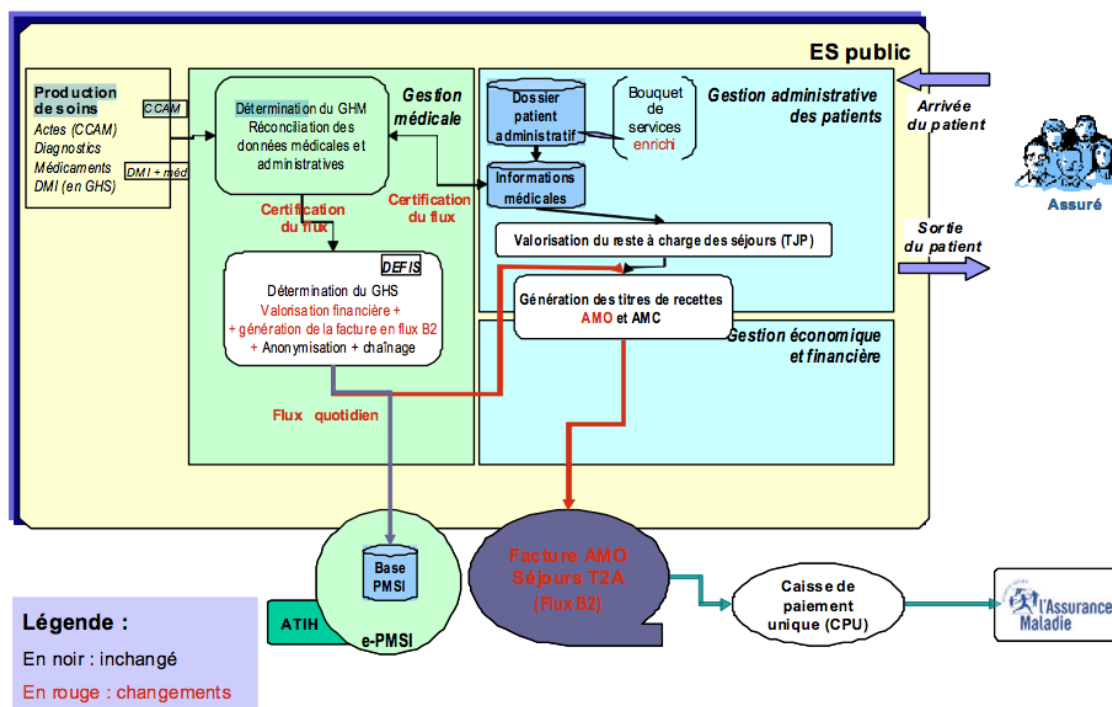 ES public
Production
de soins
Actes (CCAM)
Diagnostics
Médicaments
DMI (en GHS)
CCAM
DMI + méd
Détermination du GHM
Réconciliation des
données médicales et
administratives
Gestion
médicale
Certification
du flux
Certification
du flux
DEFIS
Détermination du GHS
Valorisation financière +
+ génération de la facture en flux B2
+ Anonymisation + chaînage
Flux quotidien
Dossier
patient
administratif
Bouquet
de
services
enrichi
Gestion administrative
des patients
Informations
médicales
Valorisation du reste à charge des séjours (TJP)
Génération des titres de recettes
AMO et AMC
Gestion économique
et financière
Arrivée
du patient
Assuré
Sortie
du patient
Base
PMSI
ATIH
e-PMSI
Facture AMO
Séjours T2A
(Flux B2)
Caisse de
paiement
unique (CPU)
l'Assurance
Maladie
Légende :
En noir : inchangé
En rouge : changements